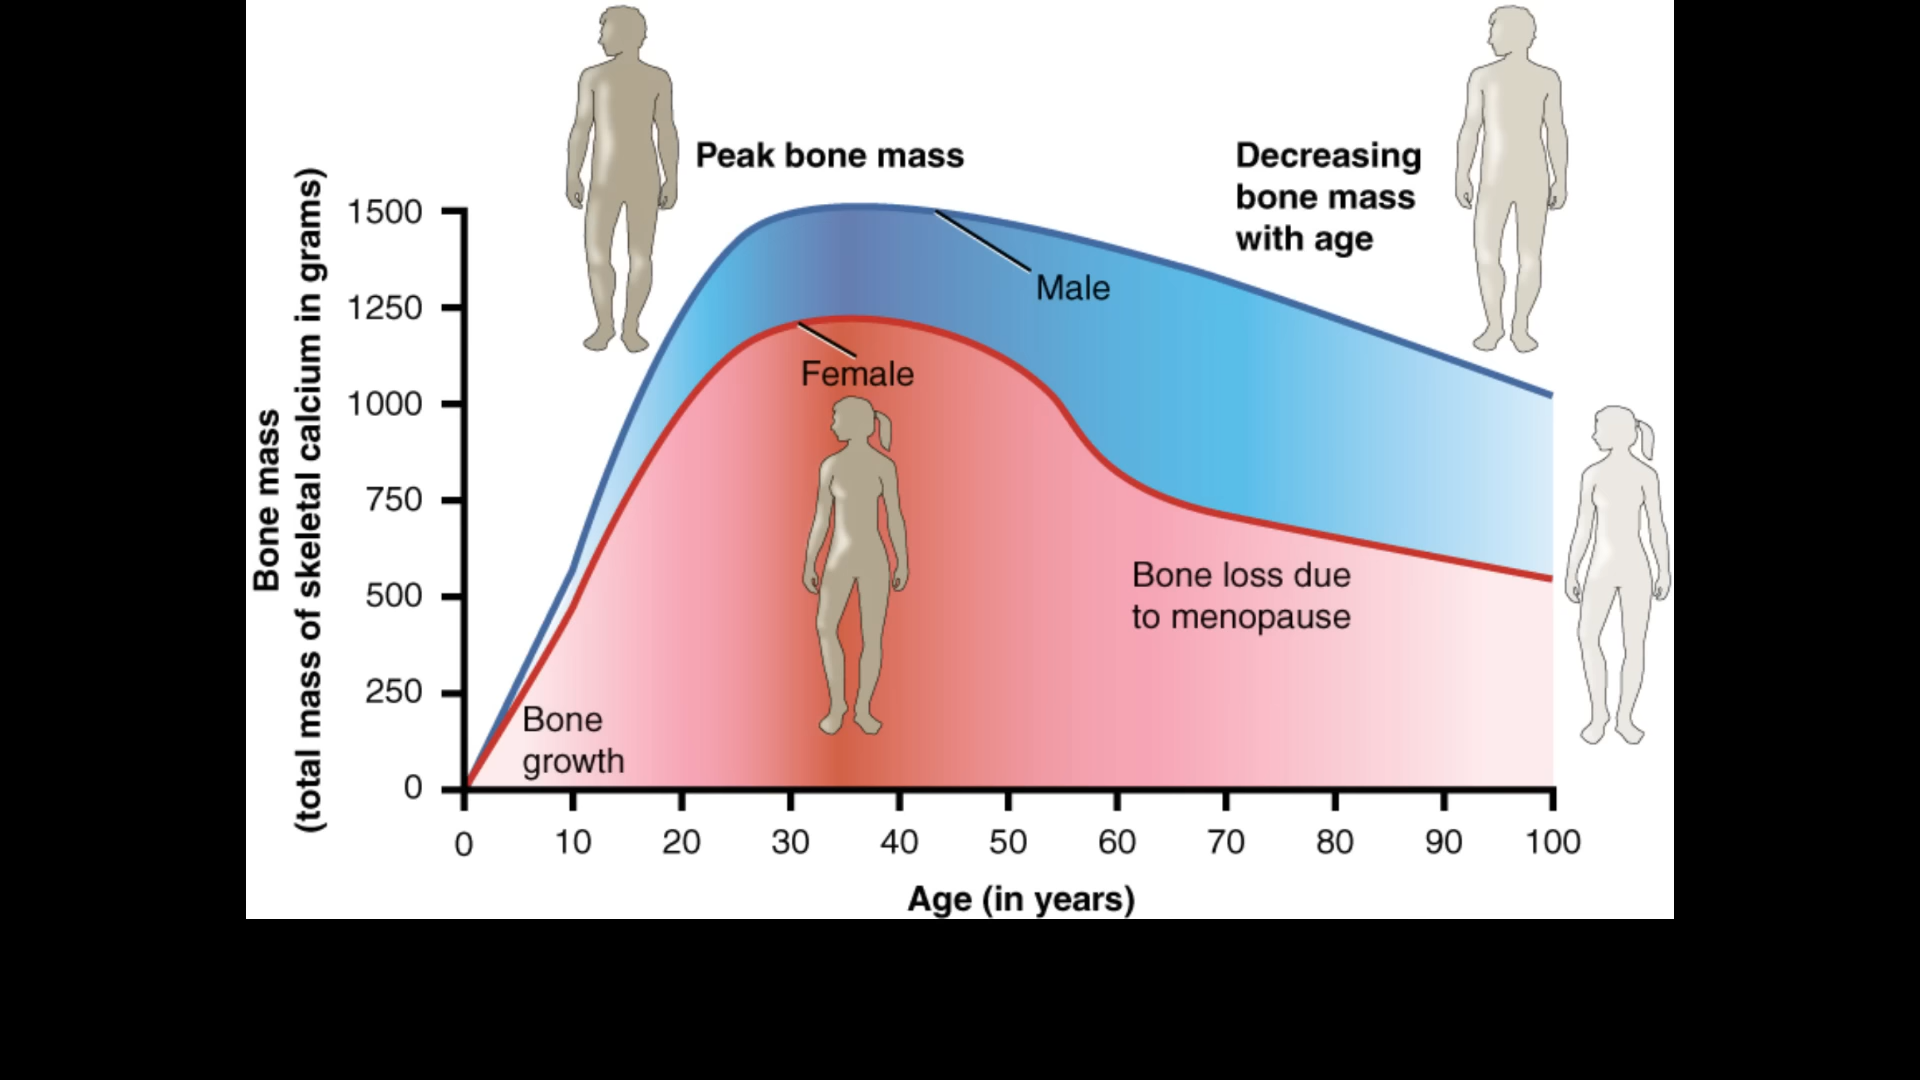 Peak bone mass
Decreasing
bone mass
with age
Bone mass
(total mass of skeletal calcium in grams)
1500
1250
1000
750
500
250
0
Male
Female
Bone loss due
to menopause
Bone
growth
0 10 20 30 40 50 60 70 80 90 100
Age (in years)